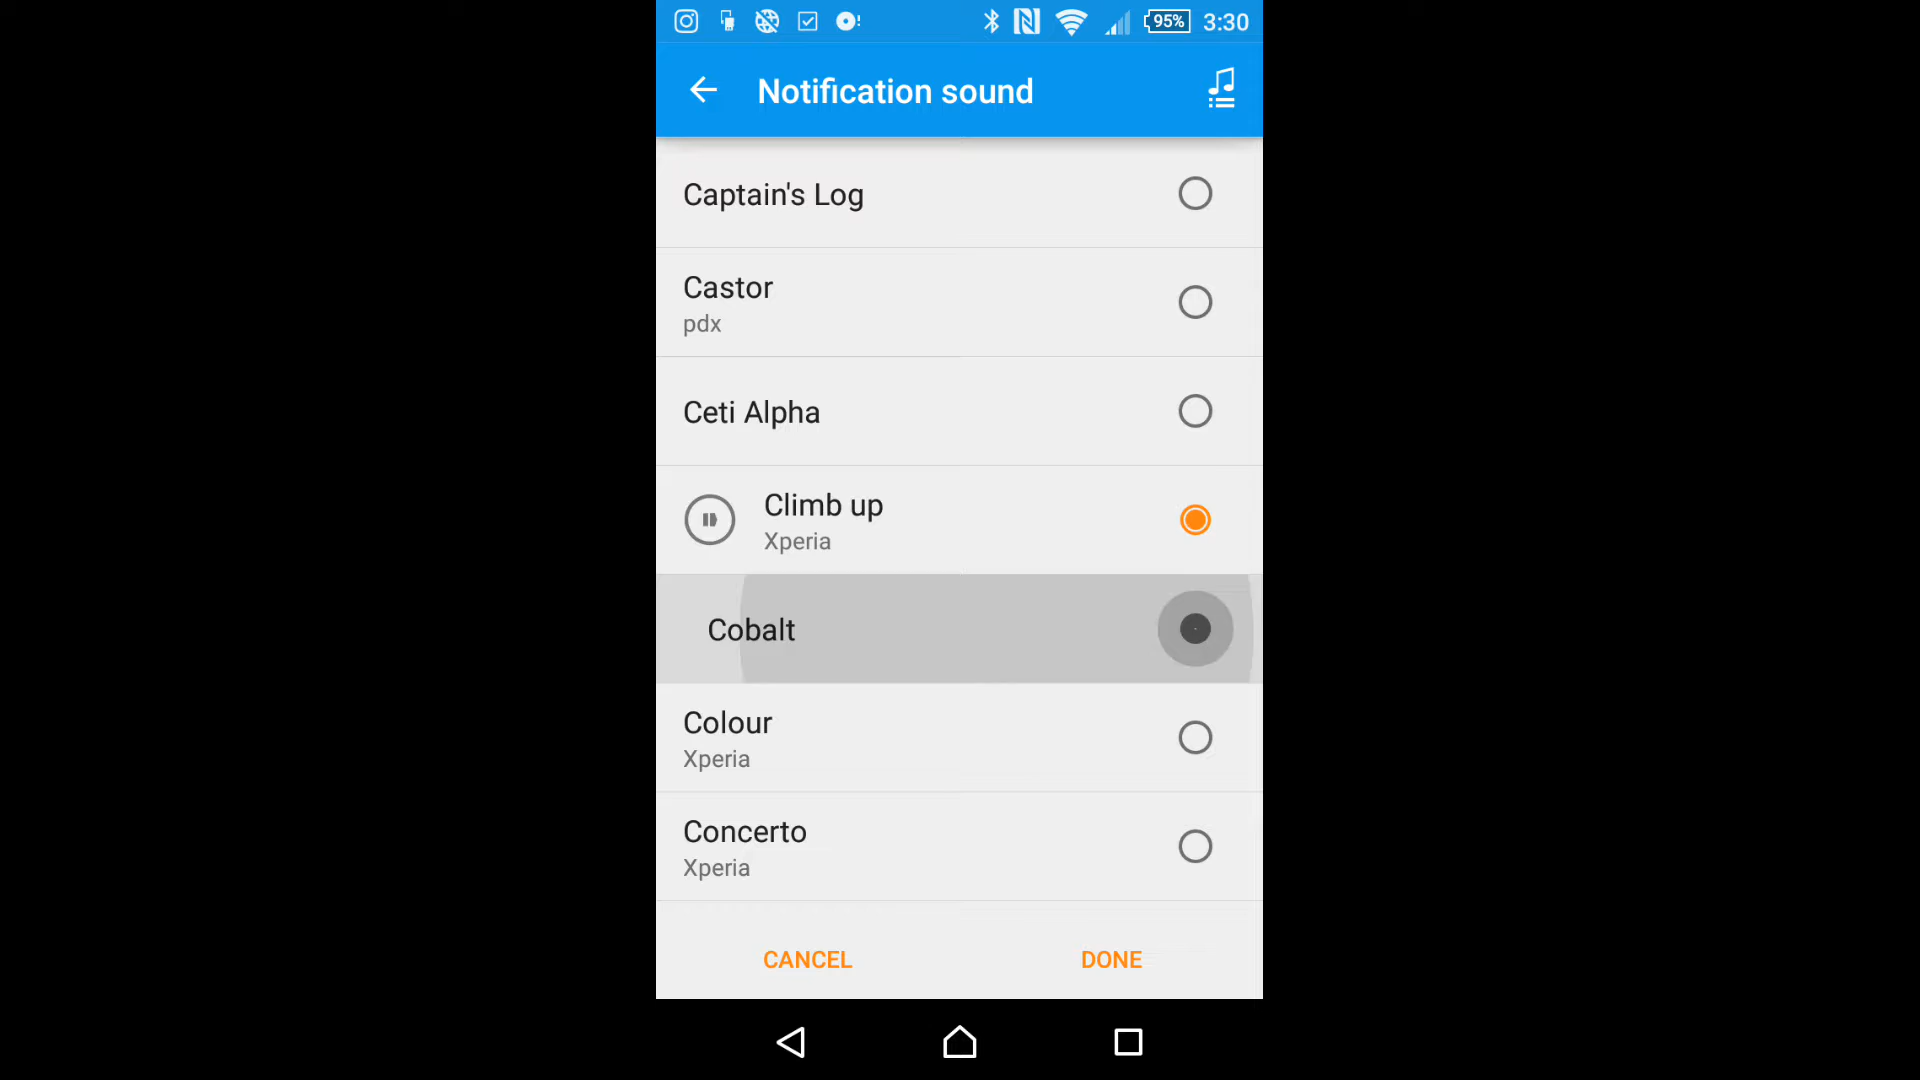 95% 3:30
Notification sound
Captain's Log
Castor
pdx
Ceti Alpha
Climb up
Xperia
Cobalt
Colour
Xperia
Concerto
Xperia
CANCEL DONE